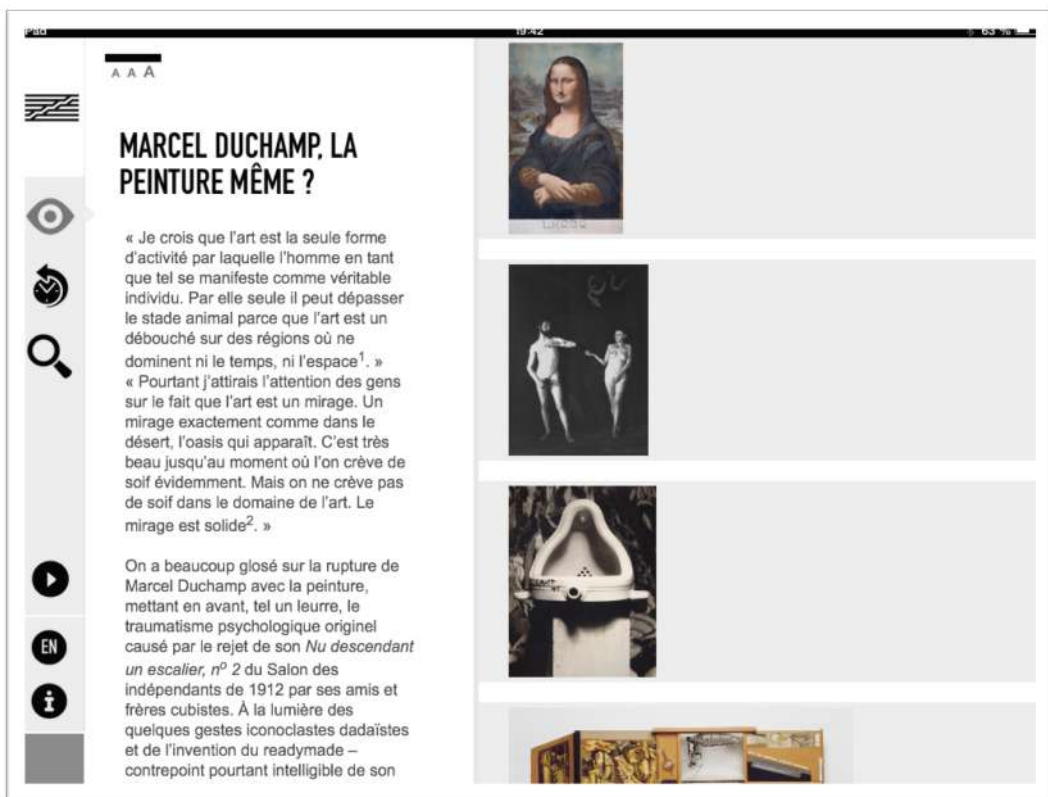 iPad
19:42
63 %
A A A
MARCEL DUCHAMP, LA
PEINTURE MÊME ?
« Je crois que l'art est la seule forme
d'activité par laquelle l'homme en tant
que tel se manifeste comme véritable
individu. Par elle seule il peut dépasser
le stade animal parce que l'art est un
débouché sur des régions où ne
dominent ni le temps, ni l'espace1. »
« Pourtant j'attirais l'attention des gens
sur le fait que l'art est un mirage. Un
mirage exactement comme dans le
désert, l'oasis qui apparaît. C'est très
beau jusqu'au moment où l'on crève de
soif évidemment. Mais on ne crève pas
de soif dans le domaine de l'art. Le
mirage est solide2. »
On a beaucoup glosé sur la rupture de
Marcel Duchamp avec la peinture,
mettant en avant, tel un leurre, le
traumatisme psychologique originel
causé par le rejet de son Nu descendant
un escalier, no 2 du Salon des
indépendants de 1912 par ses amis et
frères cubistes. À la lumière des
quelques gestes iconoclastes dadaïstes
et de l'invention du readymade –
contrepoint pourtant intelligible de son
EN
i
L.H.O.O.Q